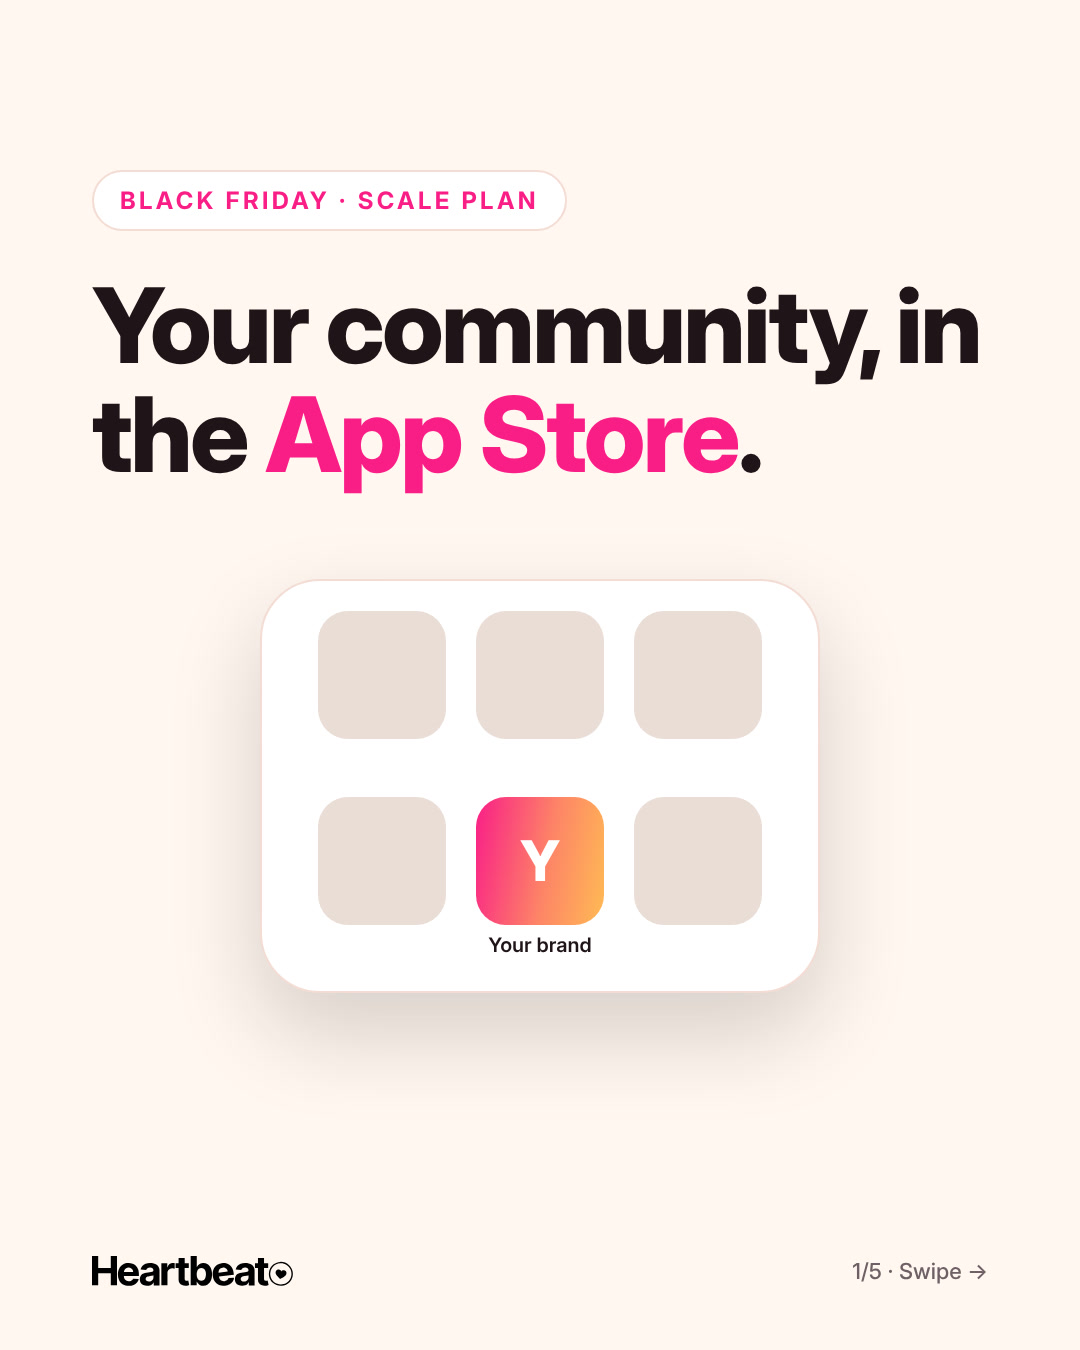 BLACK FRIDAY · SCALE PLAN
Your community, in
the App Store.
Y
Your brand
Heartbeat
1/5 · Swipe →